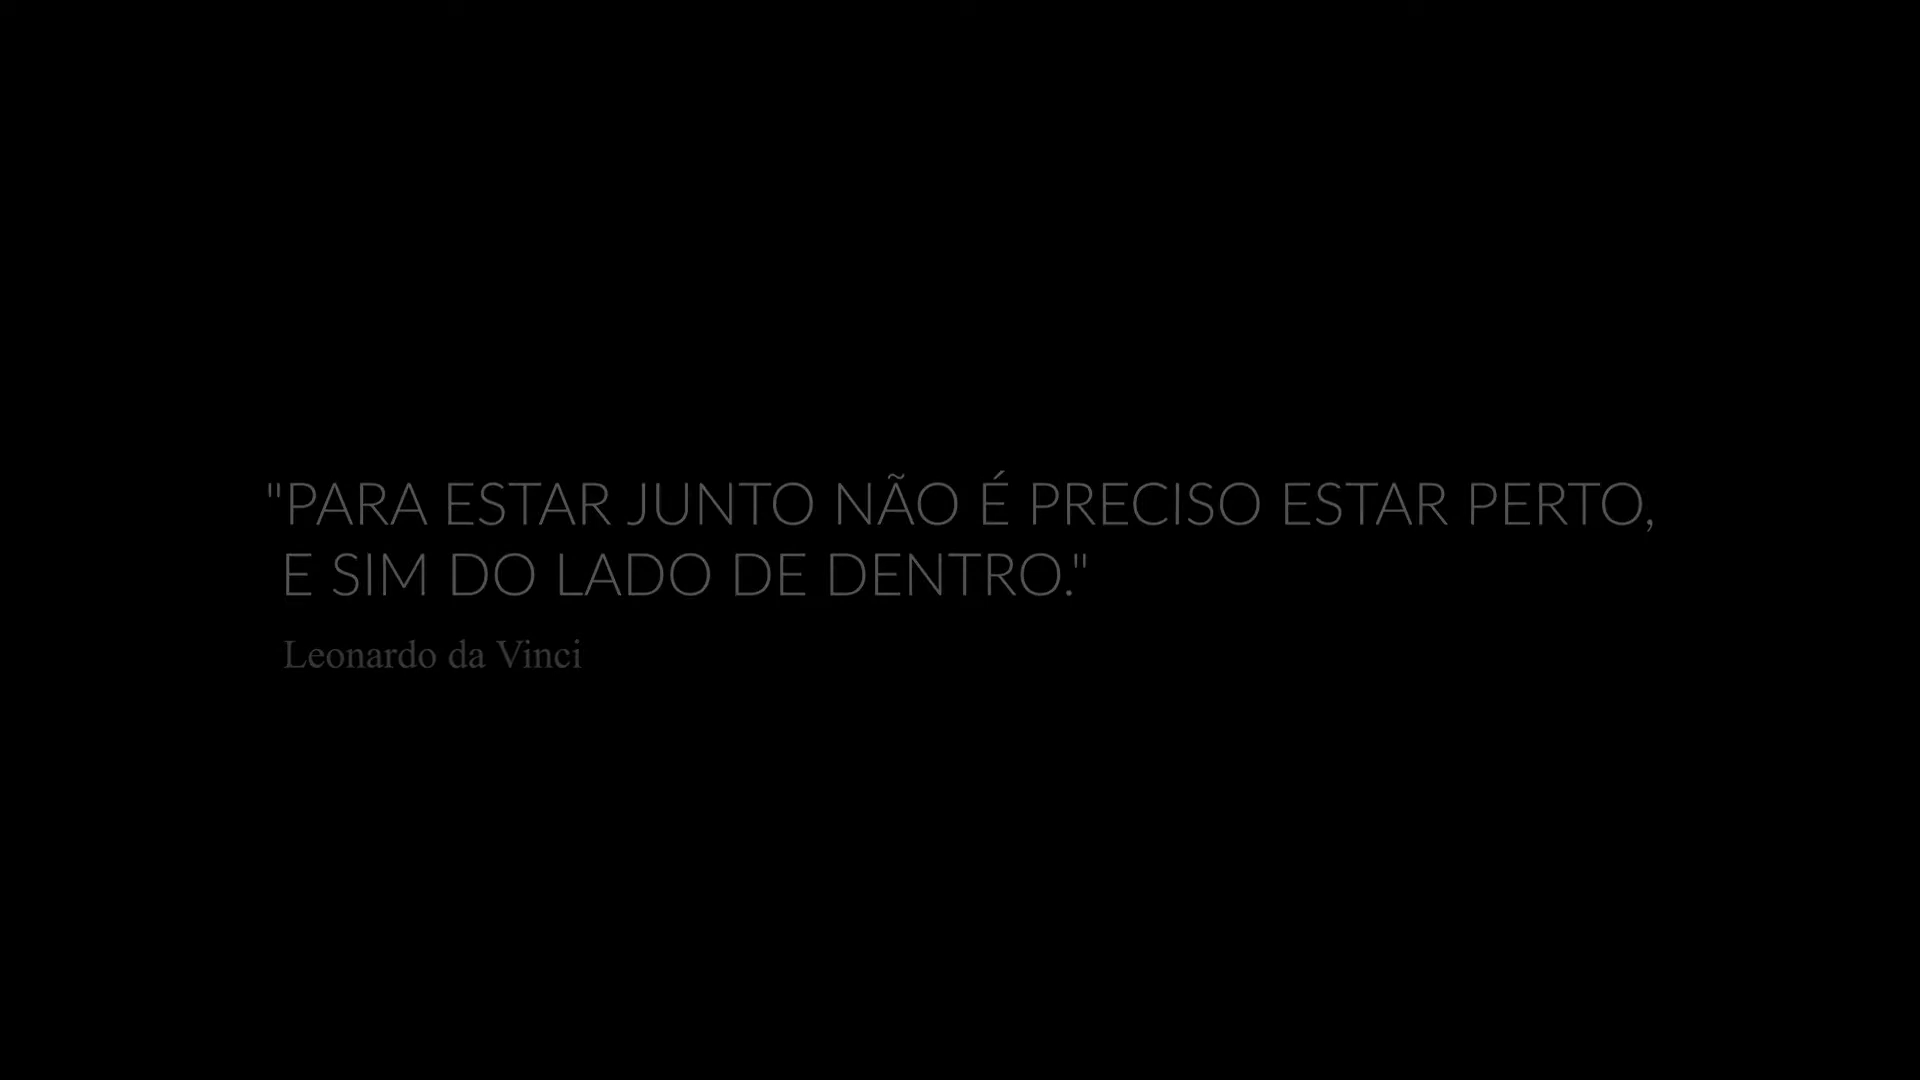 "PARA ESTAR JUNTO NÃO É PRECISO ESTAR PERTO,
E SIM DO LADO DE DENTRO."
Leonardo da Vinci